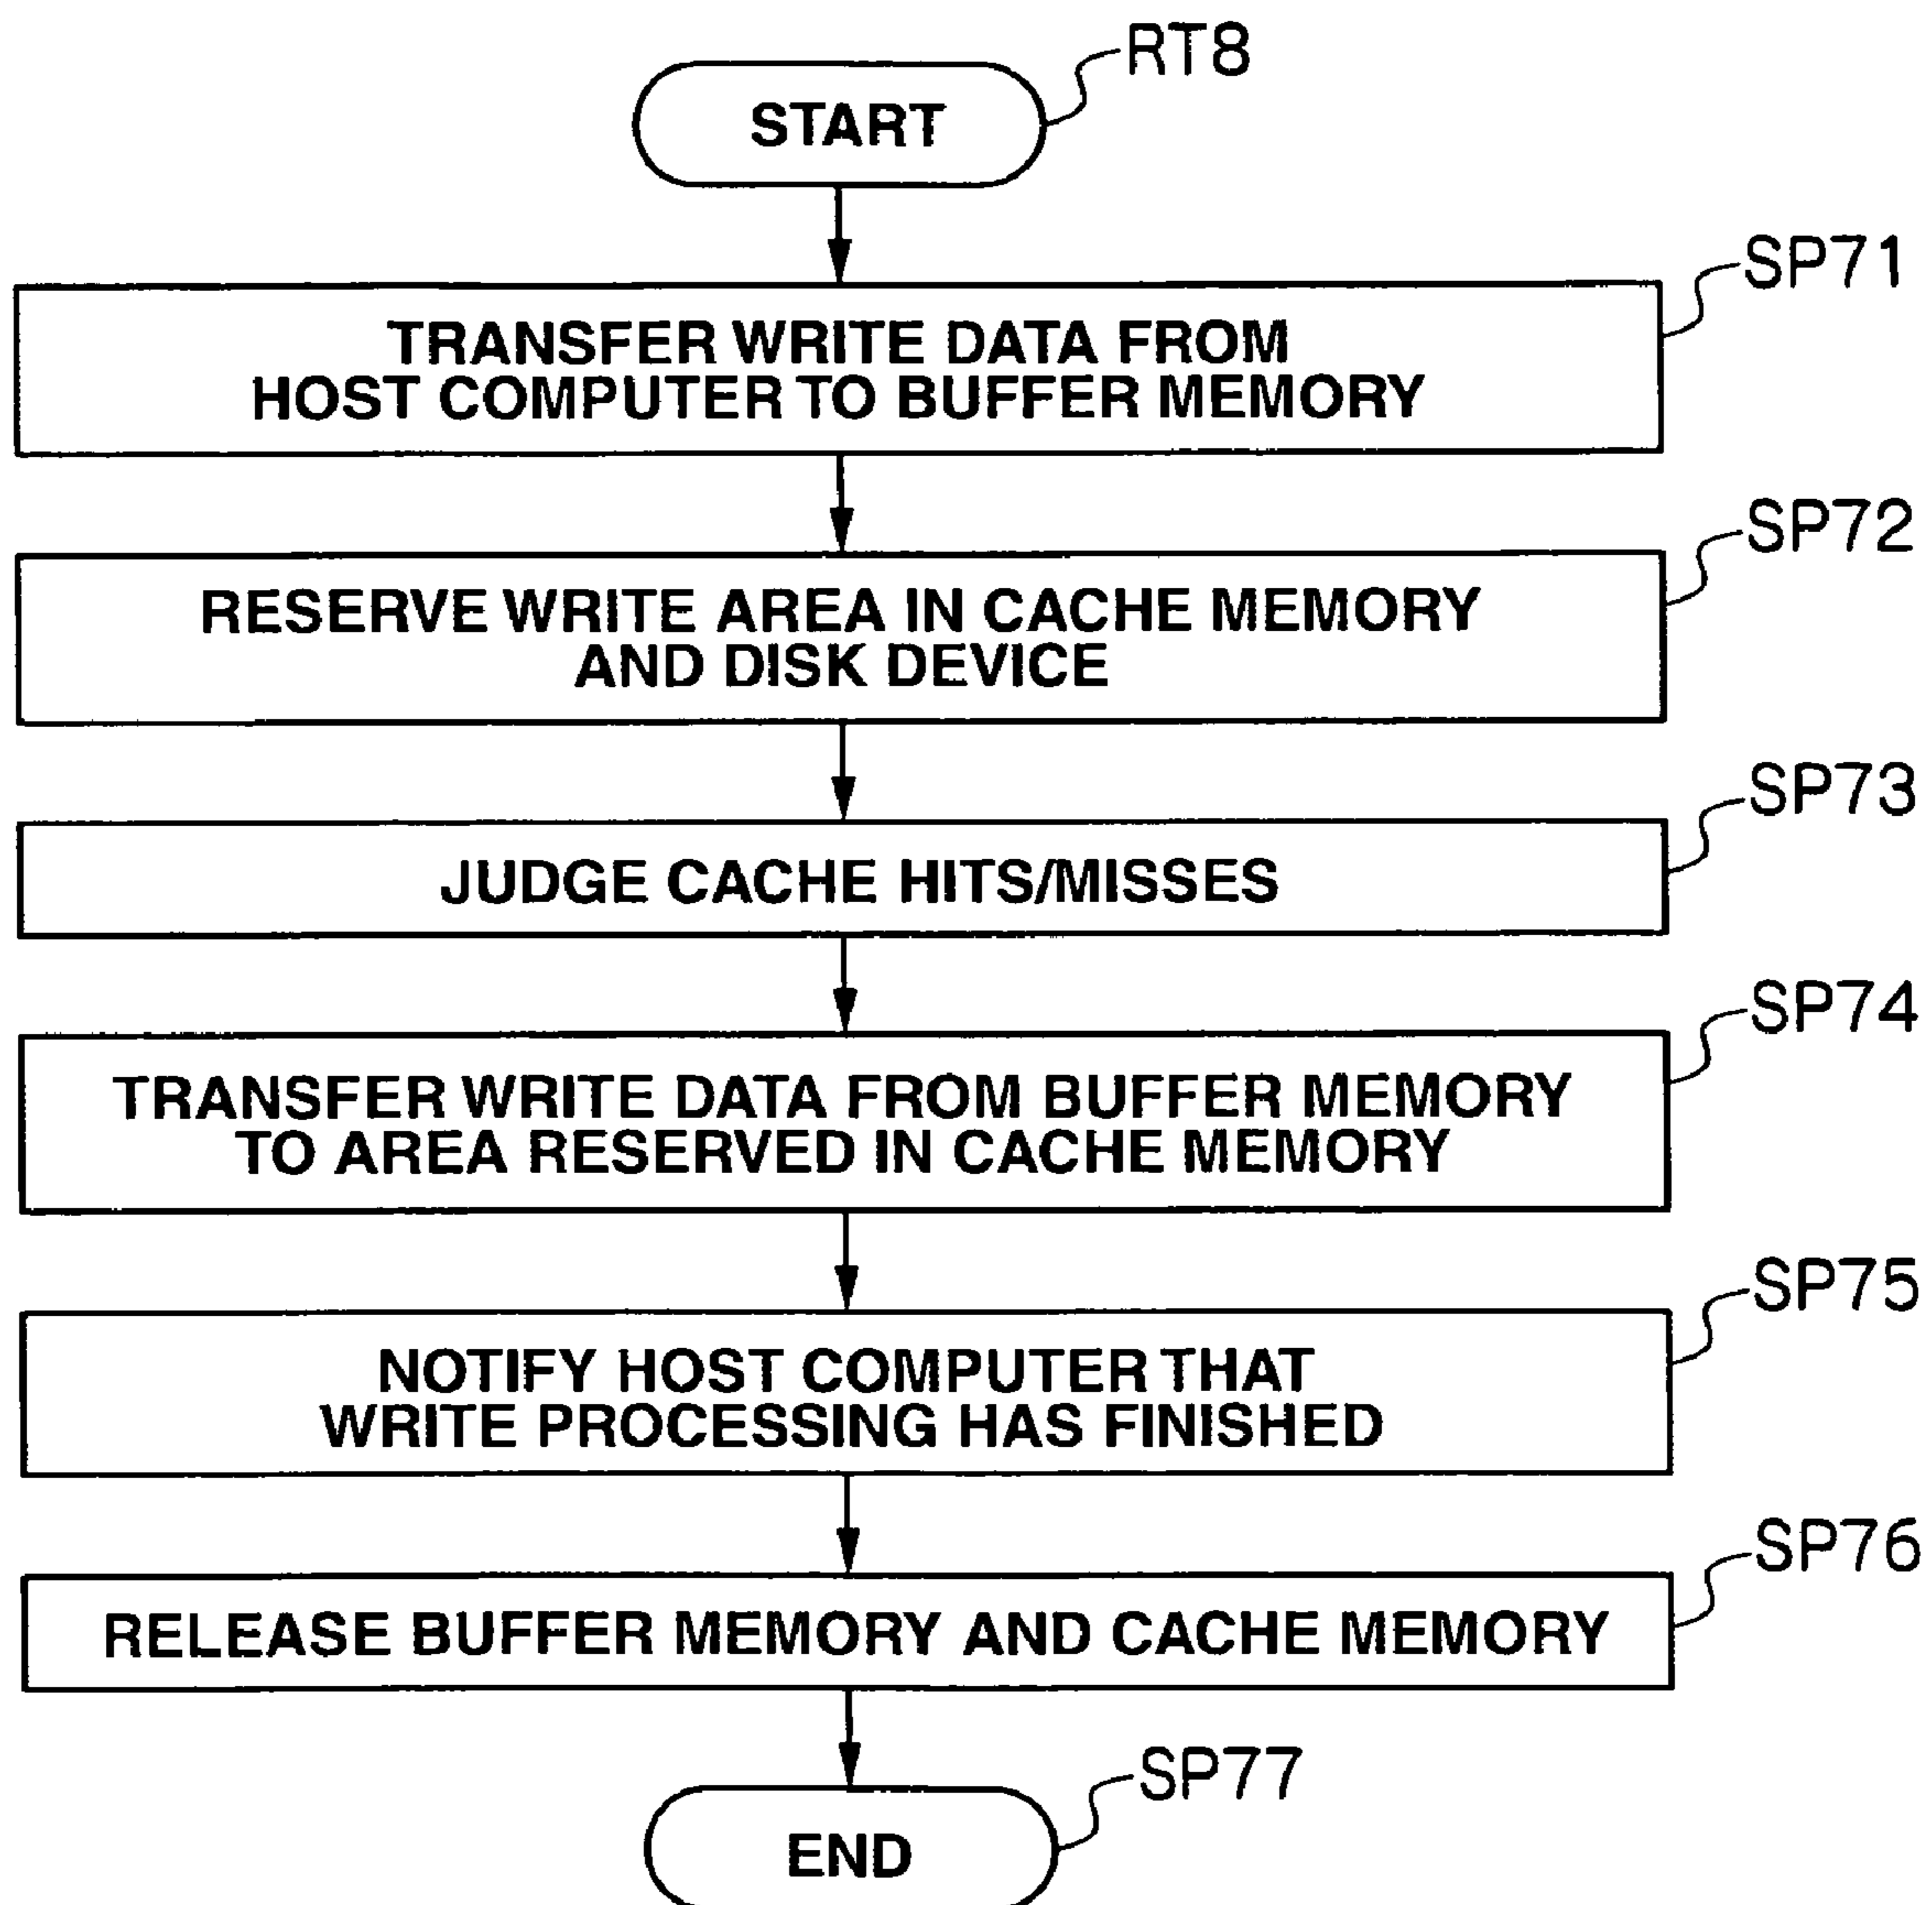 RT8
START
SP71
TRANSFER WRITE DATA FROM
HOST COMPUTER TO BUFFER MEMORY
SP72
RESERVE WRITE AREA IN CACHE MEMORY
AND DISK DEVICE
SP73
JUDGE CACHE HITS/MISSES
SP74
TRANSFER WRITE DATA FROM BUFFER MEMORY
TO AREA RESERVED IN CACHE MEMORY
SP75
NOTIFY HOST COMPUTER THAT
WRITE PROCESSING HAS FINISHED
SP76
RELEASE BUFFER MEMORY AND CACHE MEMORY
SP77
END